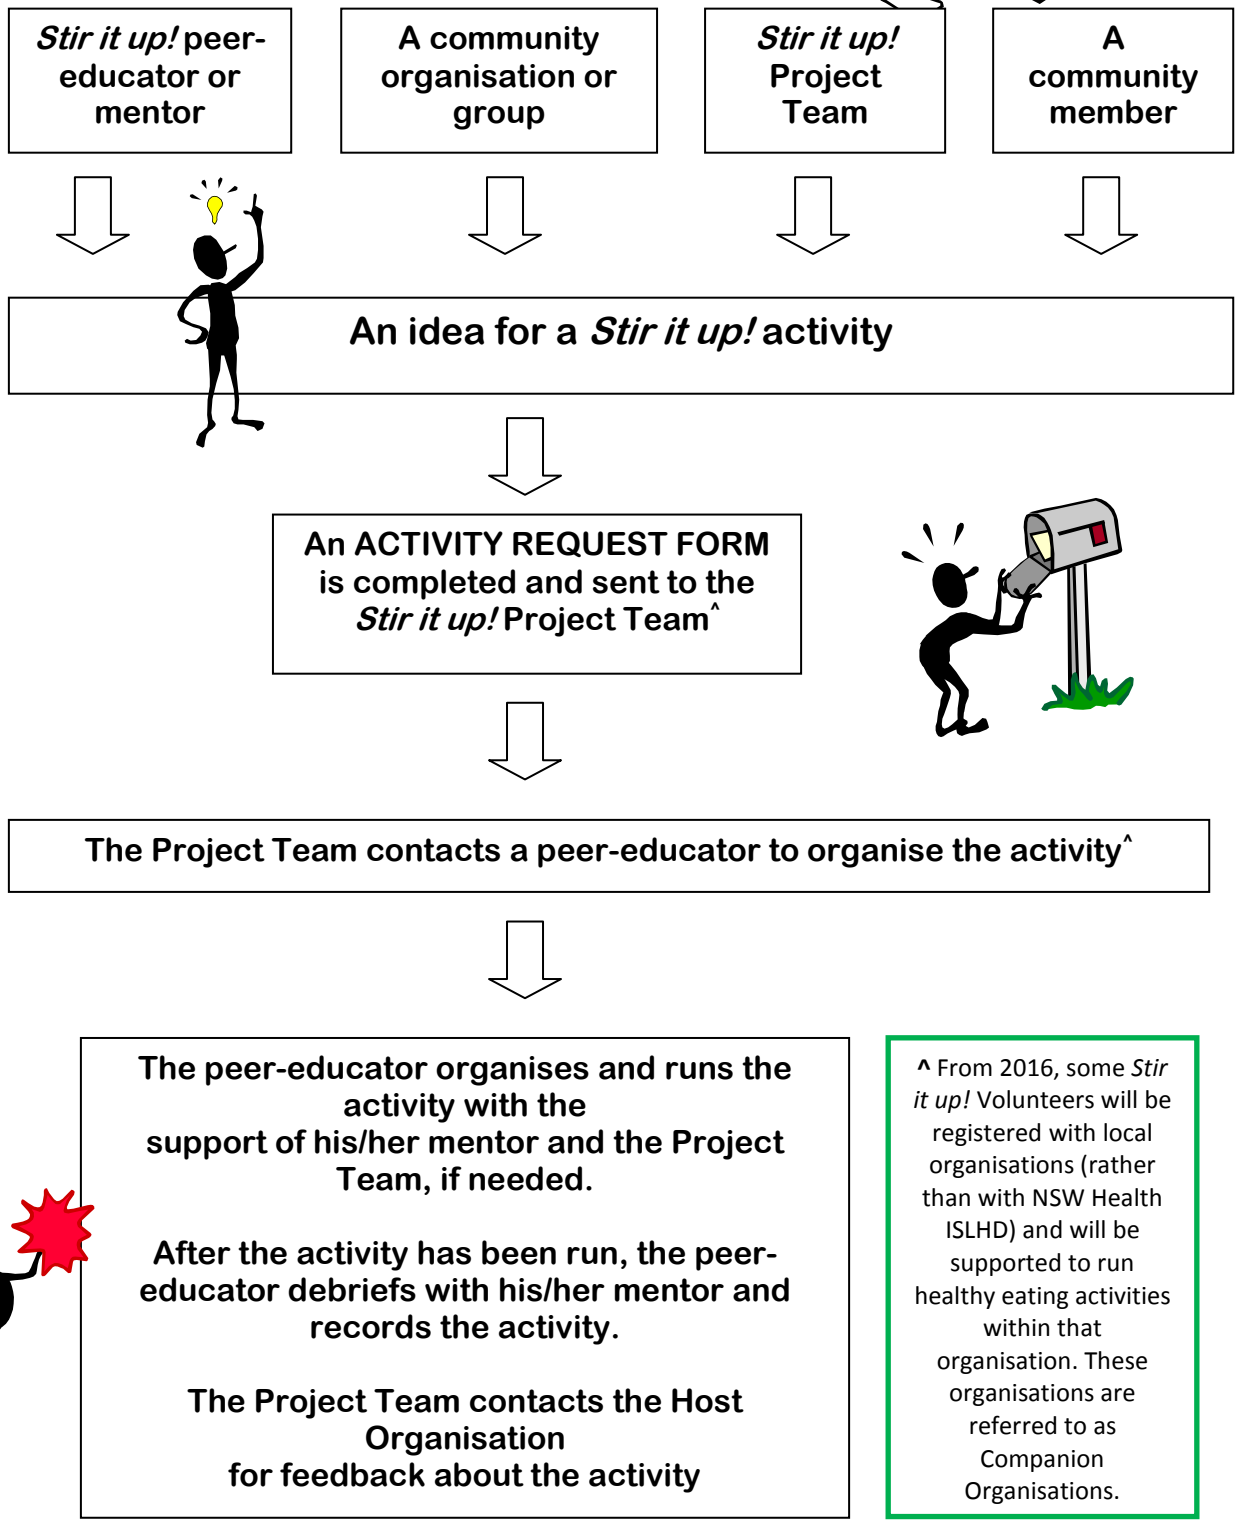 Stir it up! peer-
educator or
mentor
A community
organisation or
group
Stir it up!
Project
Team
A
community
member
An idea for a Stir it up! activity
An ACTIVITY REQUEST FORM
is completed and sent to the
Stir it up! Project Team^
The Project Team contacts a peer-educator to organise the activity^
The peer-educator organises and runs the
activity with the
support of his/her mentor and the Project
Team, if needed.
After the activity has been run, the peer-
educator debriefs with his/her mentor and
records the activity.
The Project Team contacts the Host
Organisation
for feedback about the activity
^ From 2016, some Stir
it up! Volunteers will be
registered with local
organisations (rather
than with NSW Health
ISLHD) and will be
supported to run
healthy eating activities
within that
organisation. These
organisations are
referred to as
Companion
Organisations.